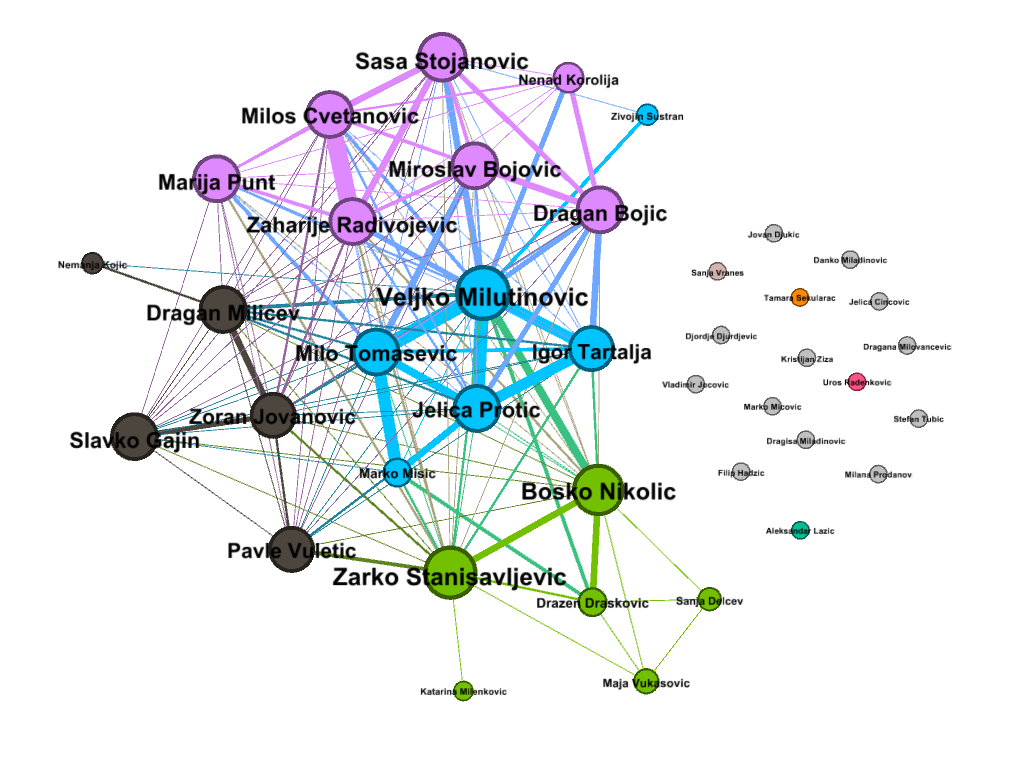 Sasa Stojanovic
Nenad Korolija
Milos Cvetanovic
Zivojin Sustran
Miroslav Bojovic
Marija Punt
Dragan Bojic
Zaharije Radivojevic
Jovan Djukic
Danko Miladinovic
Nemanja Kojic
Sanja Vranes
Veljko Milutinovic
Tamara Sekularac
Jelica Cincovic
Dragan Milicev
Djordje Djurdjevic
Dragana Milovancevic
Milo Tomasevic
Igor Tartalja
Kristijan Ziza
Vladimir Jocovic
Uros Radenkovic
Marko Micovic
Jelica Protic
Zoran Jovanovic
Stefan Tubic
Slavko Gajin
Dragisa Miladinovic
Marko Misic
Filip Hadzic
Milana Prodanov
Bosko Nikolic
Aleksandar Lazic
Pavle Vuletic
Zarko Stanisavljevic
Drazen Draskovic
Sanja Delcev
Maja Vukasovic
Katarina Milenkovic